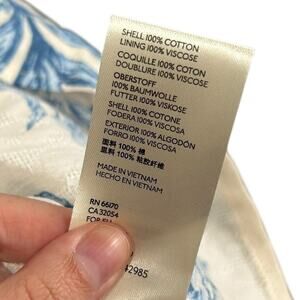 SHELL 100% COTTON
LINING 100% VISCOSE
COQUILLE 100% COTON
DOUBLURE 100% VISCOSE
OBERSTOFF
100% BAUMWOLLE
FUTTER 100% VISKOSE
SHELL 100% COTONE
FODERA 100% VISCOSA
EXTERIOR 100% ALGODÓN
FORRO 100% VISCOSA
面料 100% 棉
里料 100% 粘胶纤维
MADE IN VIETNAM
HECHO EN VIETNAM
RN 66170
CA 32054
FOR
42985